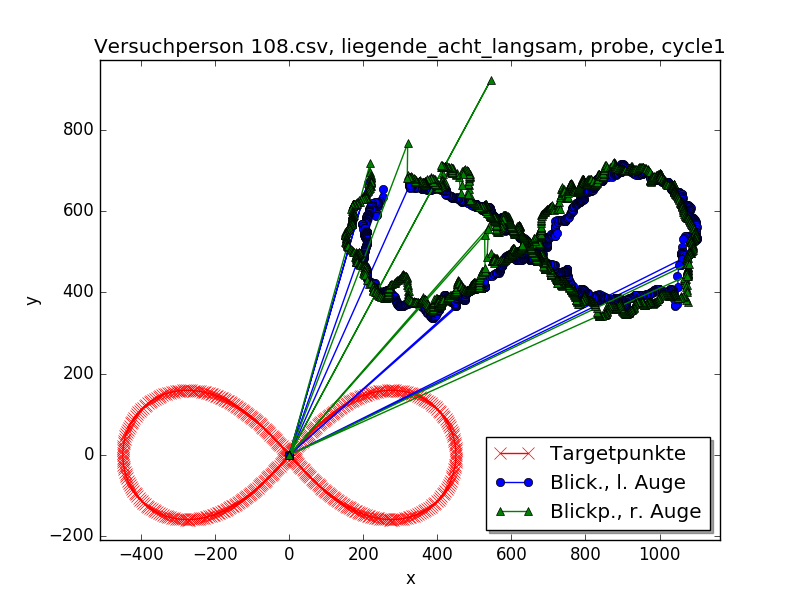 Versuchperson 108.csv, liegende_acht_langsam, probe, cycle1
y
800
600
400
200
0
−200
−400
−200
0
200
400
600
800
1000
x
Targetpunkte
Blick., l. Auge
Blickp., r. Auge